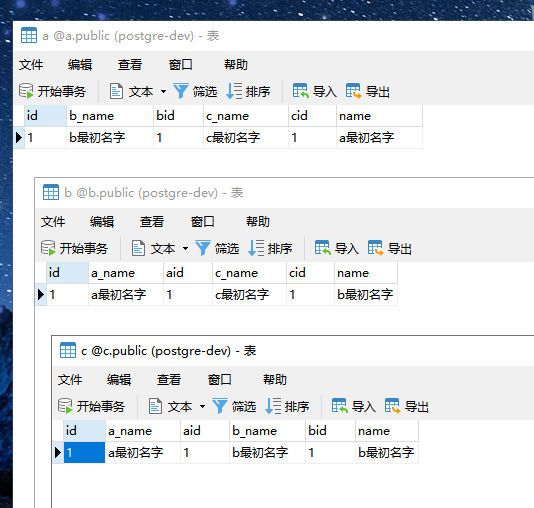 a @a.public (postgre-dev) - 表
文件 编辑 查看 窗口 帮助
开始事务 文本 筛选 排序 导入 导出
id b_name bid c_name cid name
1 b最初名字 1 c最初名字 1 a最初名字
b @b.public (postgre-dev) - 表
文件 编辑 查看 窗口 帮助
开始事务 文本 筛选 排序 导入 导出
id a_name aid c_name cid name
1 a最初名字 1 c最初名字 1 b最初名字
c @c.public (postgre-dev) - 表
文件 编辑 查看 窗口 帮助
开始事务 文本 筛选 排序 导入 导出
id a_name aid b_name bid name
1 a最初名字 1 b最初名字 1 b最初名字